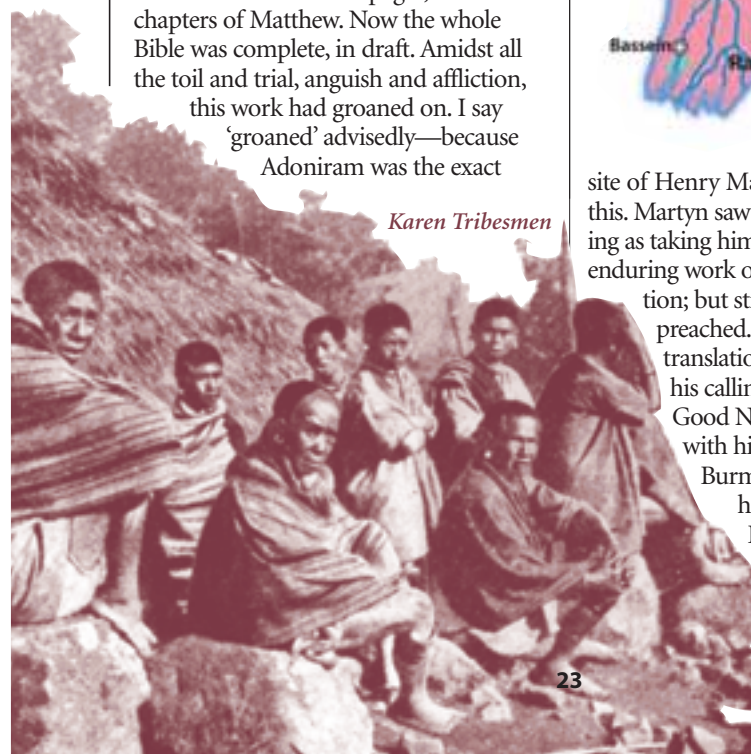 chapters of Matthew. Now the whole
Bible was complete, in draft. Amidst all
the toil and trial, anguish and affliction,
this work had groaned on. I say
‘groaned’ advisedly—because
Adoniram was the exact
Karen Tribesmen
Bassein
Ra
site of Henry Ma
this. Martyn saw
ing as taking him
enduring work o
tion; but st
preached.
translatio
his callin
Good N
with hi
Burm
h
23